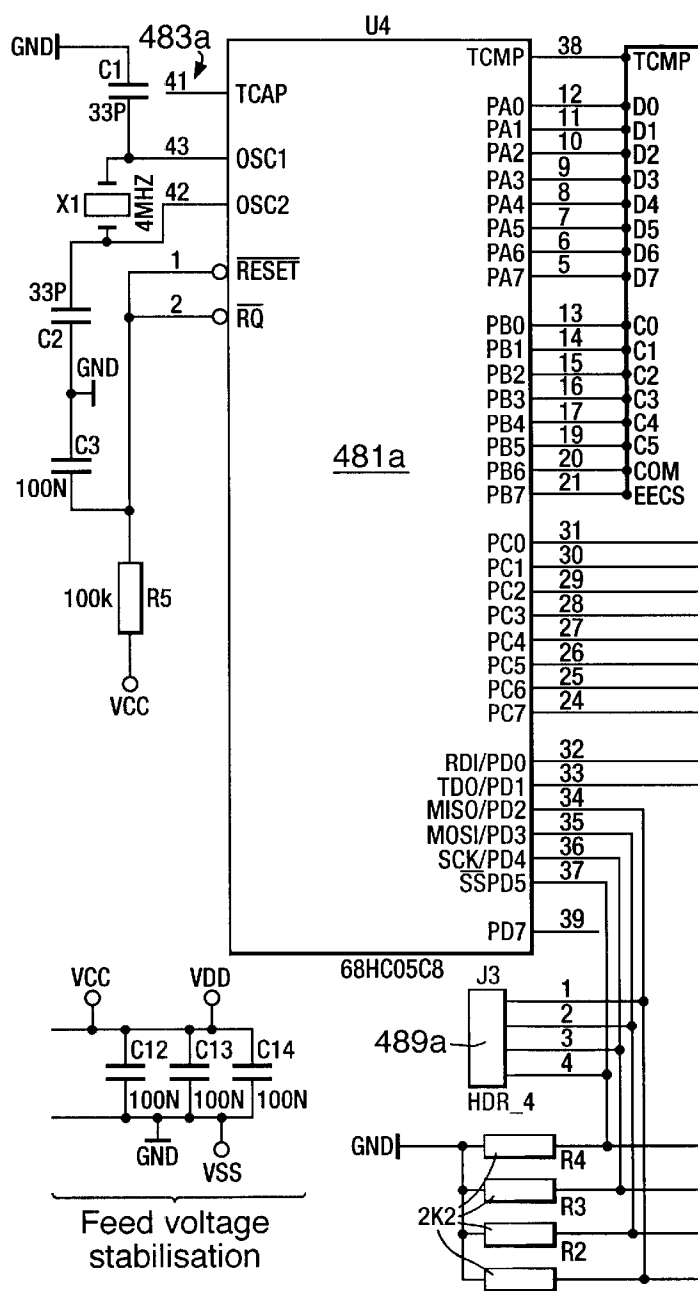 U4
GND
C1
33P
483a
41
TCAP
43
OSC1
X1
4MHZ
42
OSC2
1
RESET
2
RQ
33P
C2
GND
C3
100N
100k
R5
VCC
481a
TCMP
38
TCMP
PA0
12
D0
PA1
11
D1
PA2
10
D2
PA3
9
D3
PA4
8
D4
PA5
7
D5
PA6
6
D6
PA7
5
D7
PB0
13
C0
PB1
14
C1
PB2
15
C2
PB3
16
C3
PB4
17
C4
PB5
19
C5
PB6
20
COM
PB7
21
EECS
PC0
31
PC1
30
PC2
29
PC3
28
PC4
27
PC5
26
PC6
25
PC7
24
RDI/PD0
32
TDO/PD1
33
MISO/PD2
34
MOSI/PD3
35
SCK/PD4
36
SSPD5
37
PD7
39
68HC05C8
VCC
VDD
C12
C13
C14
100N
100N
100N
GND
VSS
Feed voltage
stabilisation
J3
1
2
3
4
489a
HDR_4
GND
R4
R3
2K2
R2